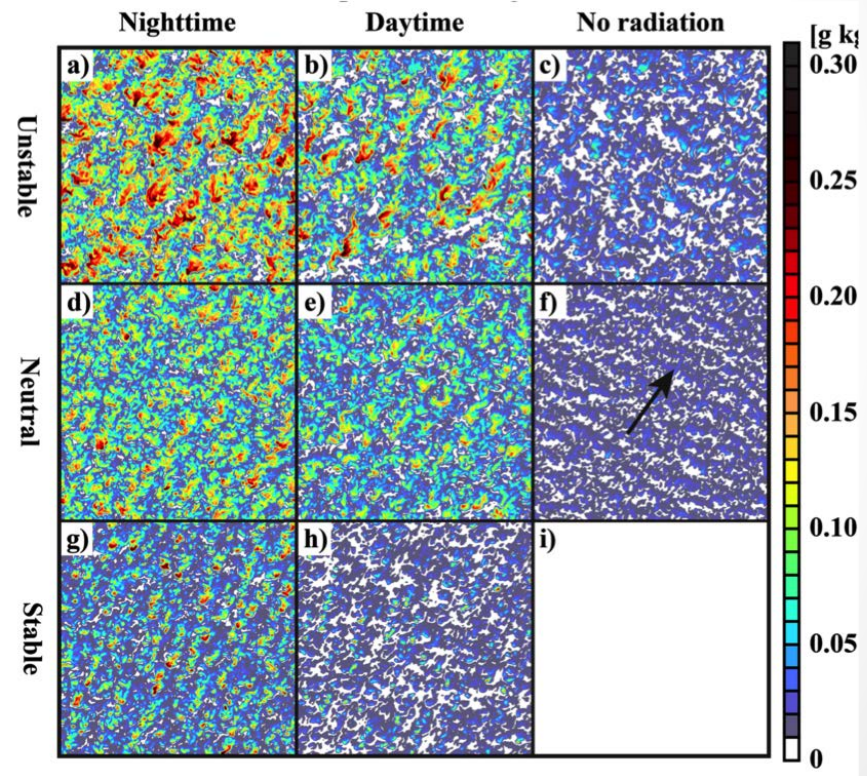 Nighttime Daytime No radiation
[g kg
a) b) c)
Unstable
d) e) f)
Neutral
g) h) i)
Stable
0.30
0.25
0.20
0.15
0.10
0.05
0